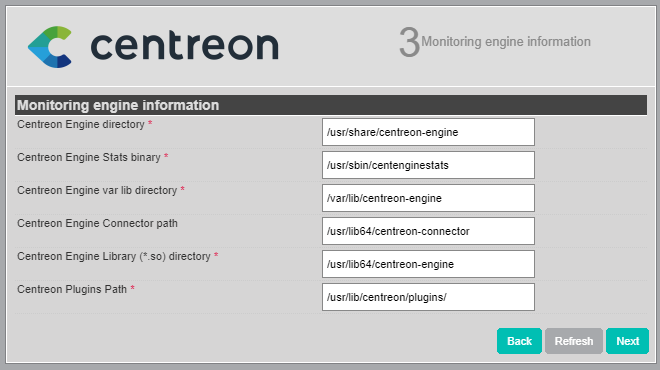 centreon
3 Monitoring engine information
Monitoring engine information
Centreon Engine directory * /usr/share/centreon-engine
Centreon Engine Stats binary * /usr/sbin/centenginestats
Centreon Engine var lib directory * /var/lib/centreon-engine
Centreon Engine Connector path /usr/lib64/centreon-connector
Centreon Engine Library (*.so) directory * /usr/lib64/centreon-engine
Centreon Plugins Path * /usr/lib/centreon/plugins/
Back Refresh Next